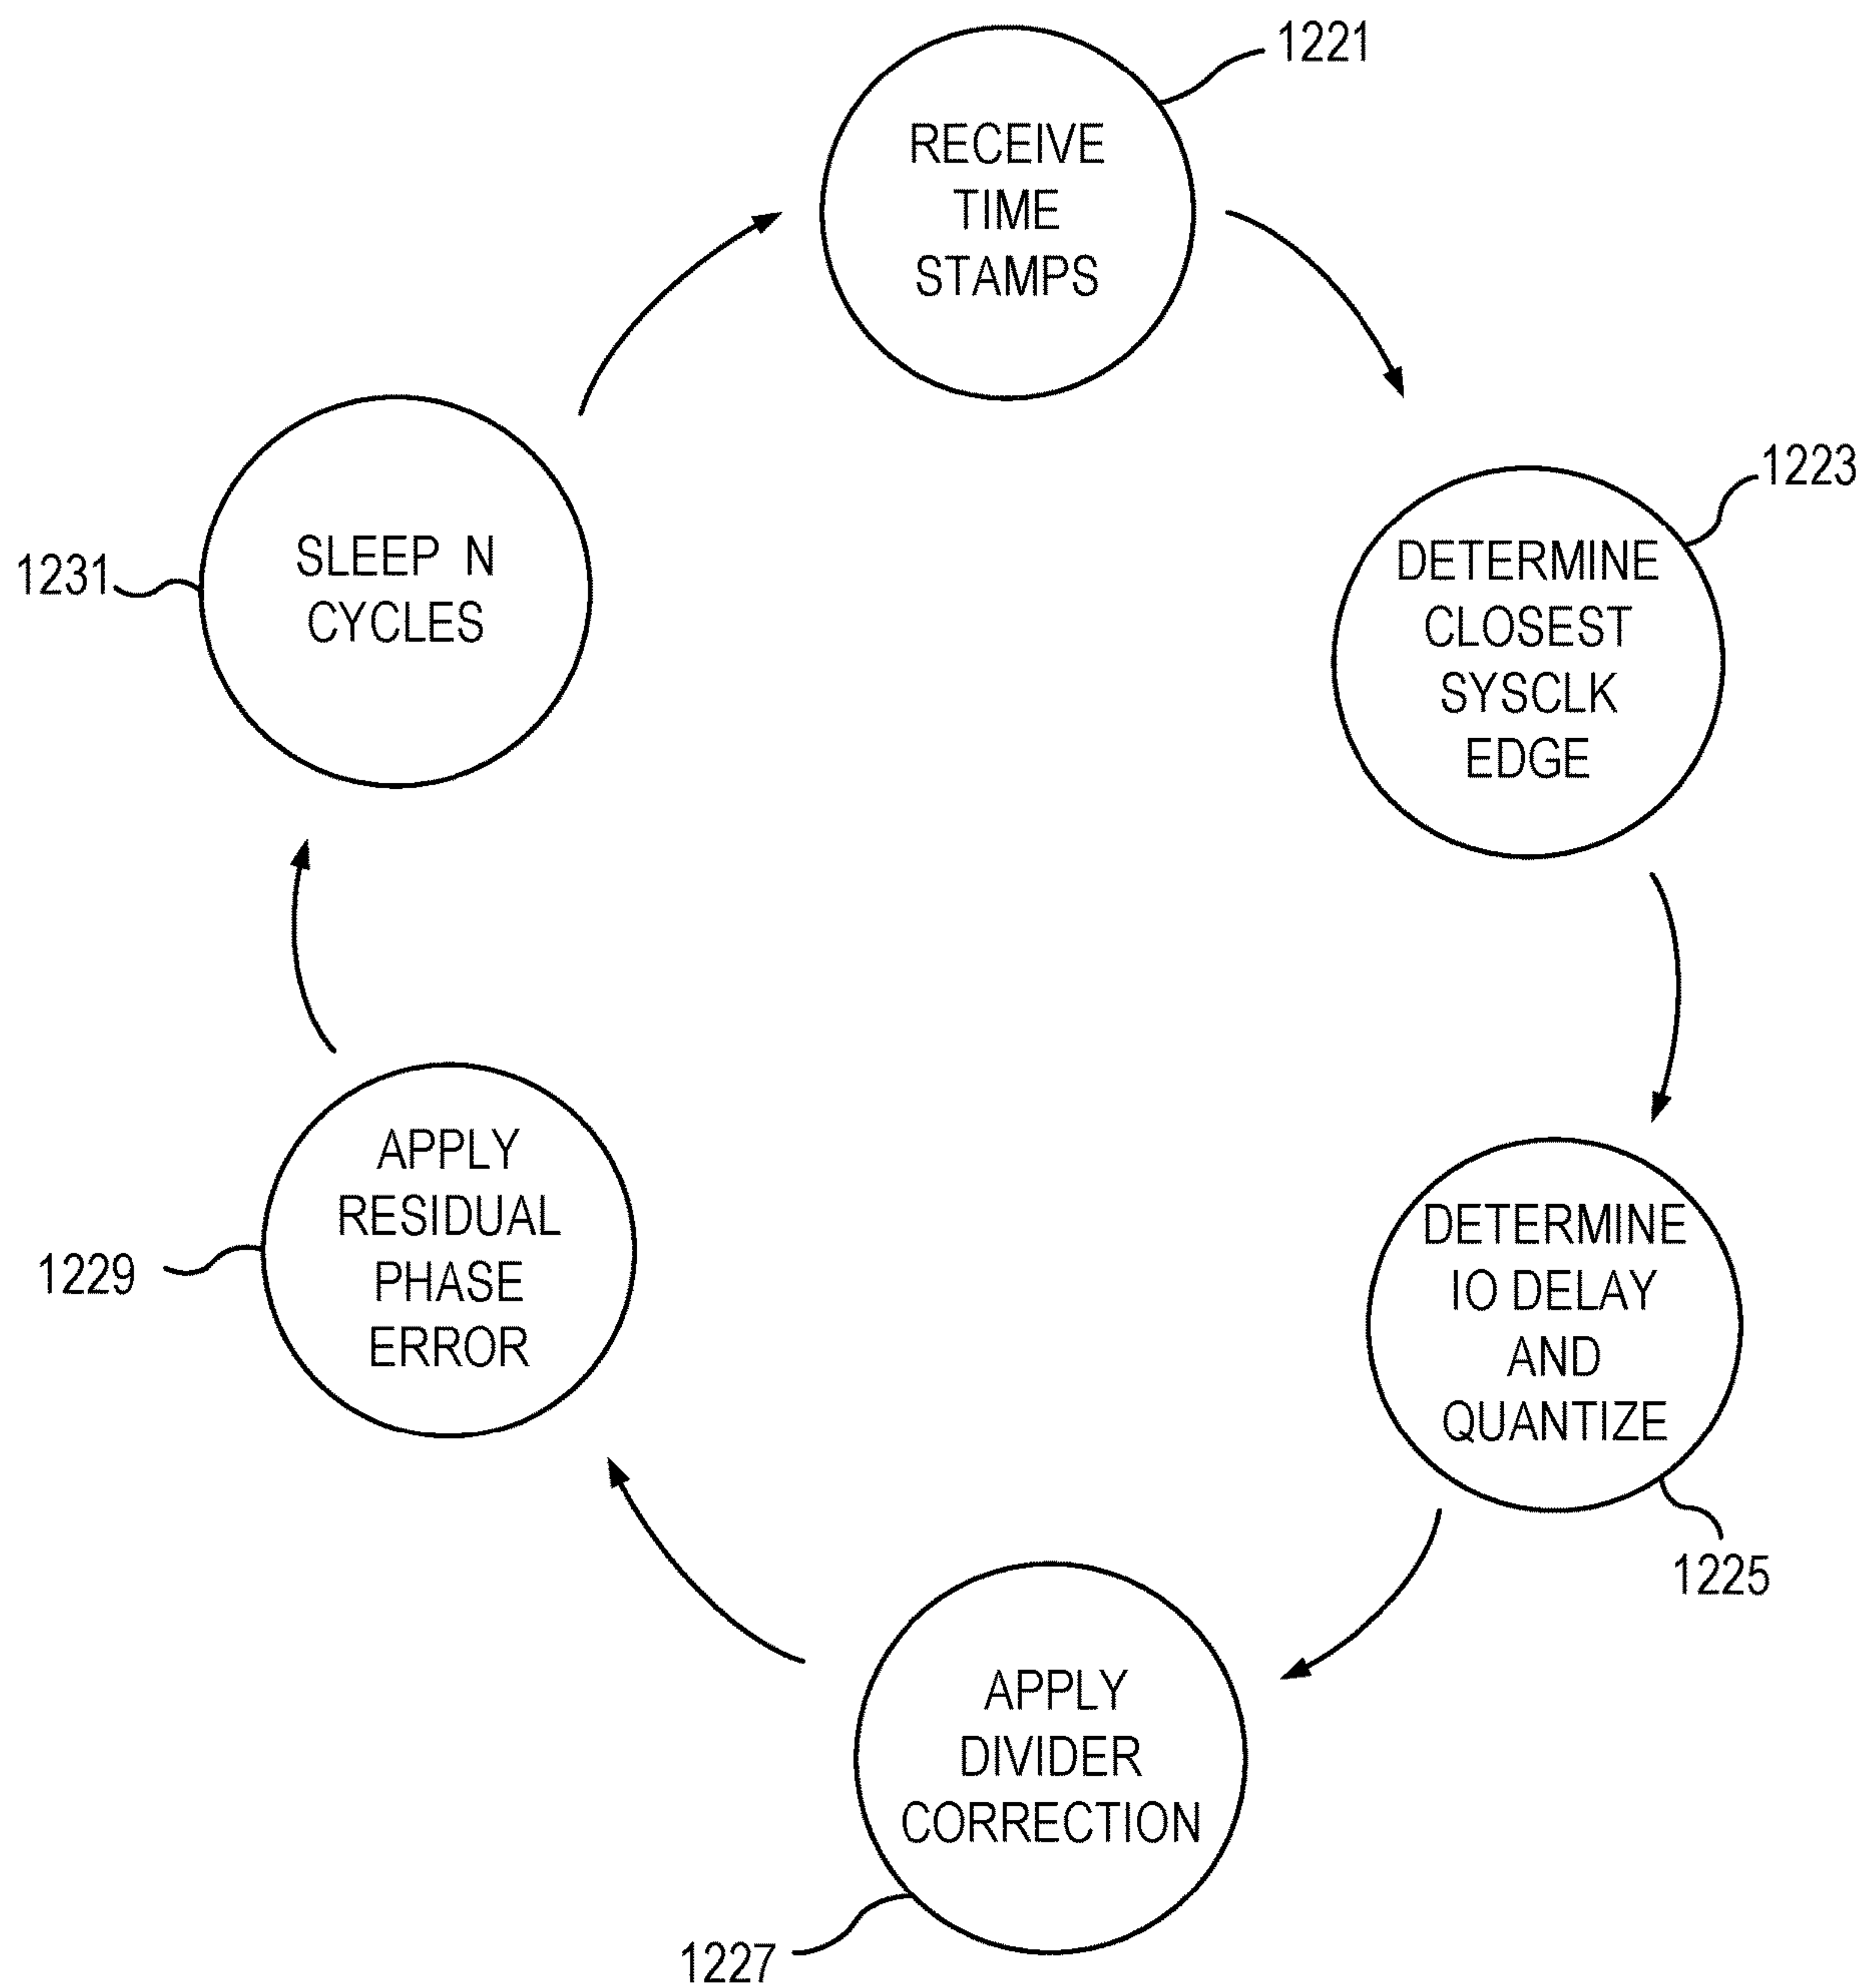 1221
RECEIVE
TIME
STAMPS
1223
DETERMINE
CLOSEST
SYSCLK
EDGE
DETERMINE
IO DELAY
AND
QUANTIZE
1225
APPLY
DIVIDER
CORRECTION
1227
APPLY
RESIDUAL
PHASE
ERROR
1229
SLEEP N
CYCLES
1231